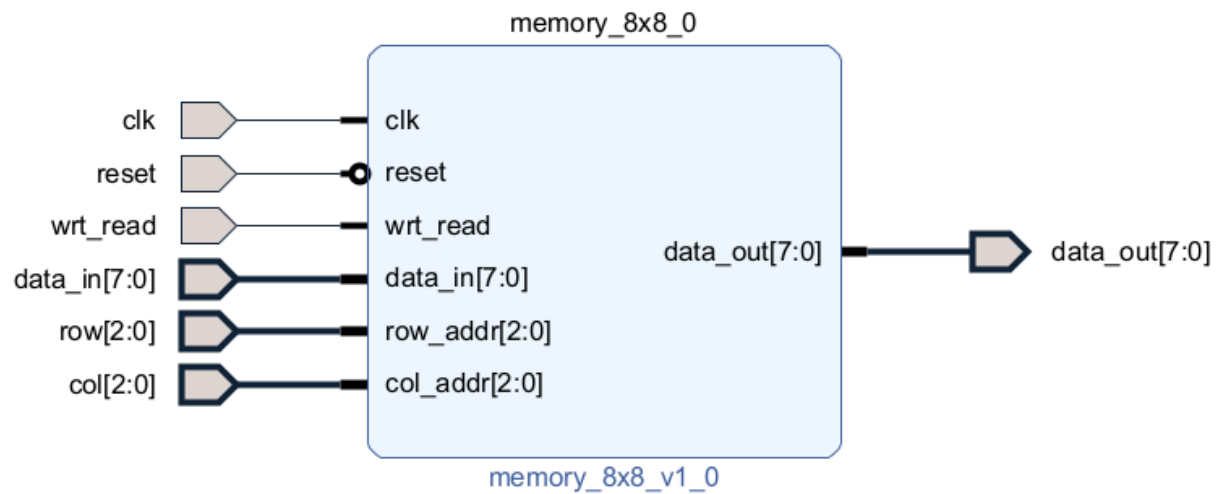 memory_8x8_0
clk
reset
wrt_read
data_in[7:0]
row[2:0]
col[2:0]
clk
reset
wrt_read
data_in[7:0]
row_addr[2:0]
col_addr[2:0]
data_out[7:0]
data_out[7:0]
memory_8x8_v1_0